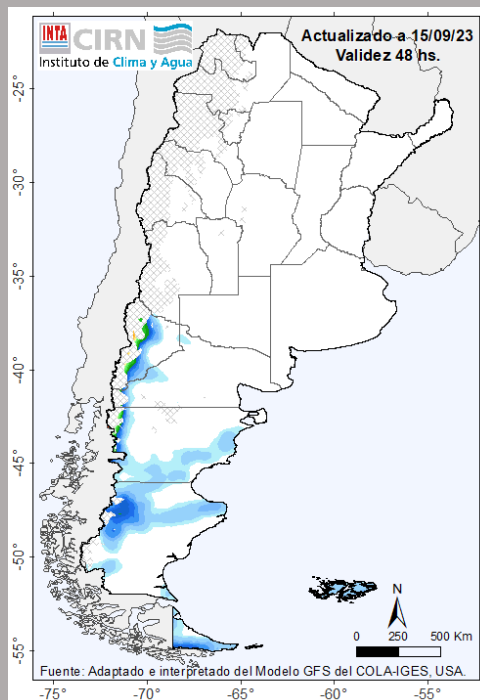 INTA CIRN
Instituto de Clima y Agua
Actualizado a 15/09/23
Validez 48 hs.
-25°
-30°
-35°
-40°
-45°
-50°
-55°
N
0 250 500 Km
Fuente: Adaptado e interpretado del Modelo GFS del COLA-IGES, USA.
-75° -70° -65° -60° -55°